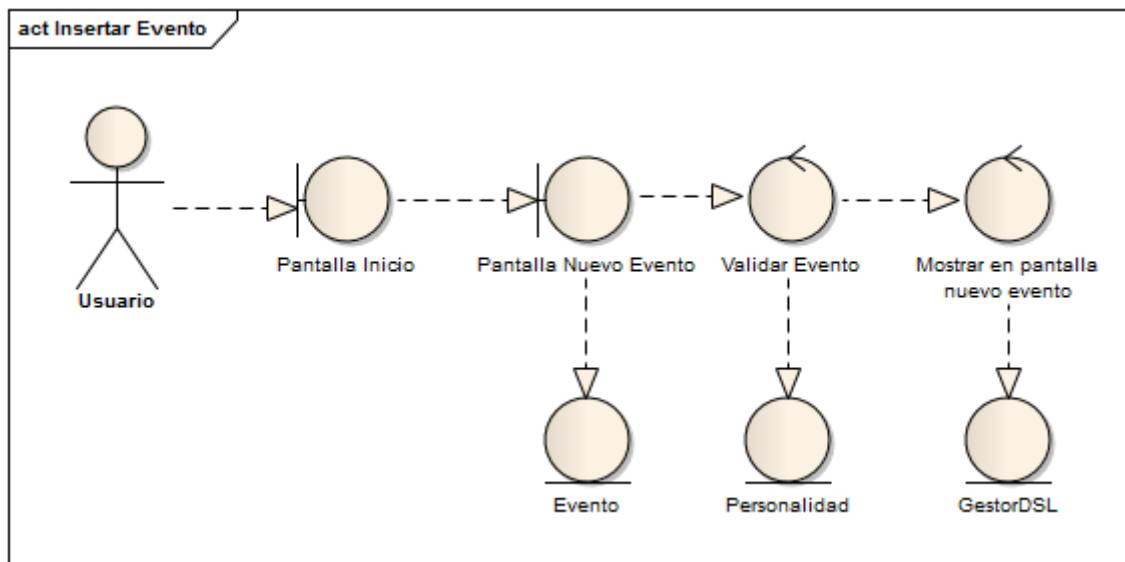 act Insertar Evento
Usuario
Pantalla Inicio
Pantalla Nuevo Evento
Validar Evento
Mostrar en pantalla
nuevo evento
Evento
Personalidad
GestorDSL